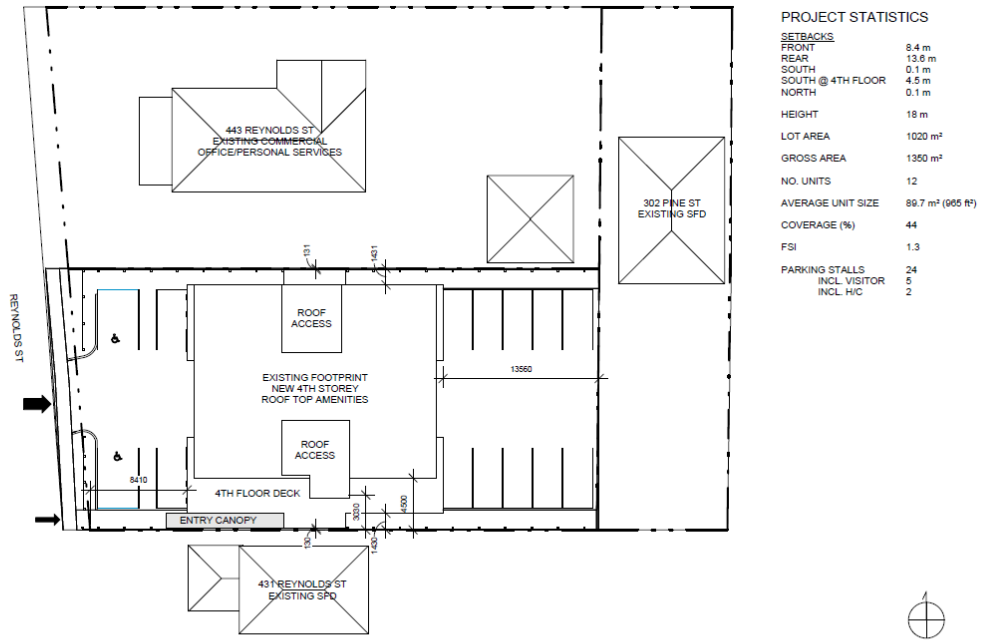 PROJECT STATISTICS
SETBACKS
FRONT 8.4 m
REAR 13.6 m
SOUTH 0.1 m
SOUTH @ 4TH FLOOR 4.5 m
NORTH 0.1 m
HEIGHT 18 m
LOT AREA 1020 m²
GROSS AREA 1350 m²
NO. UNITS 12
AVERAGE UNIT SIZE 89.7 m² (965 ft²)
COVERAGE (%) 44
FSI 1.3
PARKING STALLS 24
INCL. VISITOR 5
INCL. H/C 2
443 REYNOLDS ST
EXISTING COMMERCIAL
OFFICE/PERSONAL SERVICES
302 PINE ST
EXISTING SFD
131
1431
REYNOLDS ST
ROOF
ACCESS
13560
EXISTING FOOTPRINT
NEW 4TH STOREY
ROOF TOP AMENITIES
ROOF
ACCESS
8410
4TH FLOOR DECK
3030
4500
ENTRY CANOPY
130
1430
431 REYNOLDS ST
EXISTING SFD